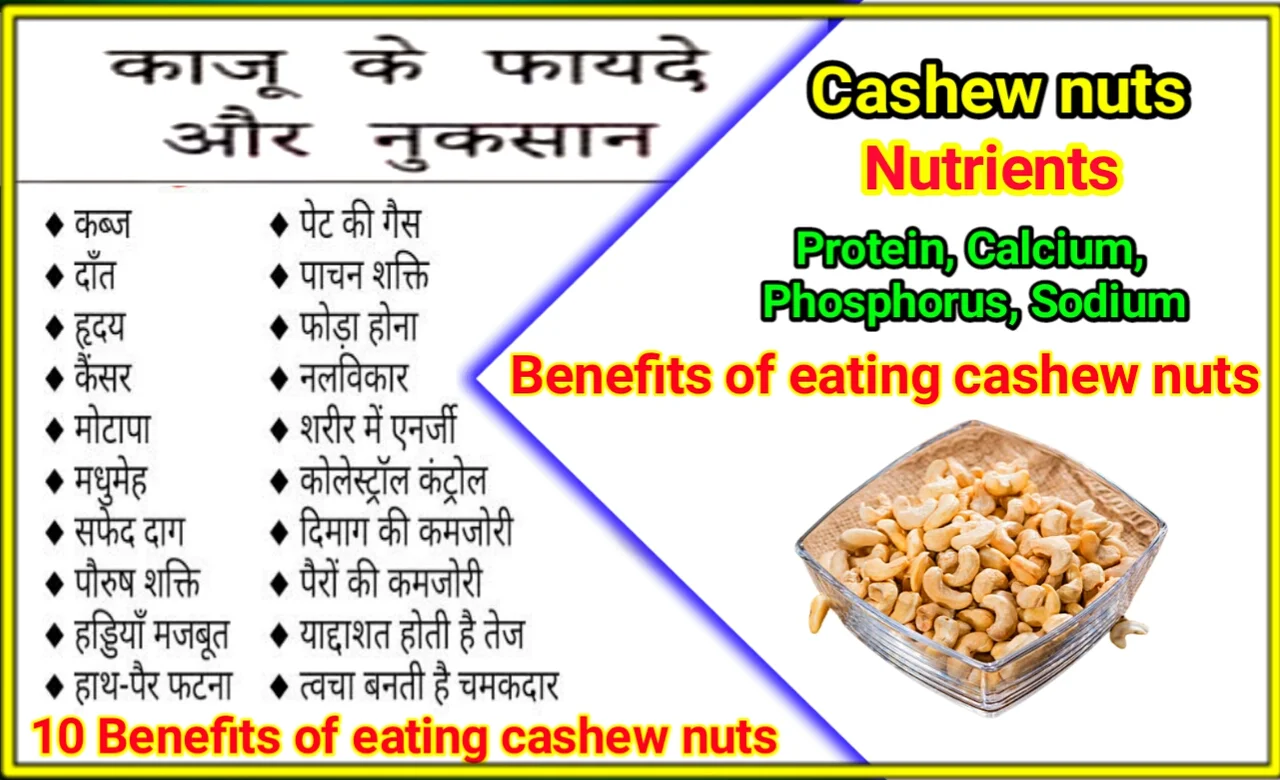 काजू के फायदे
और नुकसान
♦ कब्ज
♦ दाँत
♦ हृदय
♦ कैंसर
♦ मोटापा
♦ मधुमेह
♦ सफेद दाग
♦ पौरुष शक्ति
♦ हड्डियाँ मजबूत
♦ हाथ-पैर फटना
♦ पेट की गैस
♦ पाचन शक्ति
♦ फोड़ा होना
♦ नलविकार
♦ शरीर में एनर्जी
♦ कोलेस्ट्रॉल कंट्रोल
♦ दिमाग की कमजोरी
♦ पैरों की कमजोरी
♦ याद्दाशत होती है तेज
♦ त्वचा बनती है चमकदार
10 Benefits of eating cashew nuts
Cashew nuts
Nutrients
Protein, Calcium,
Phosphorus, Sodium
Benefits of eating cashew nuts